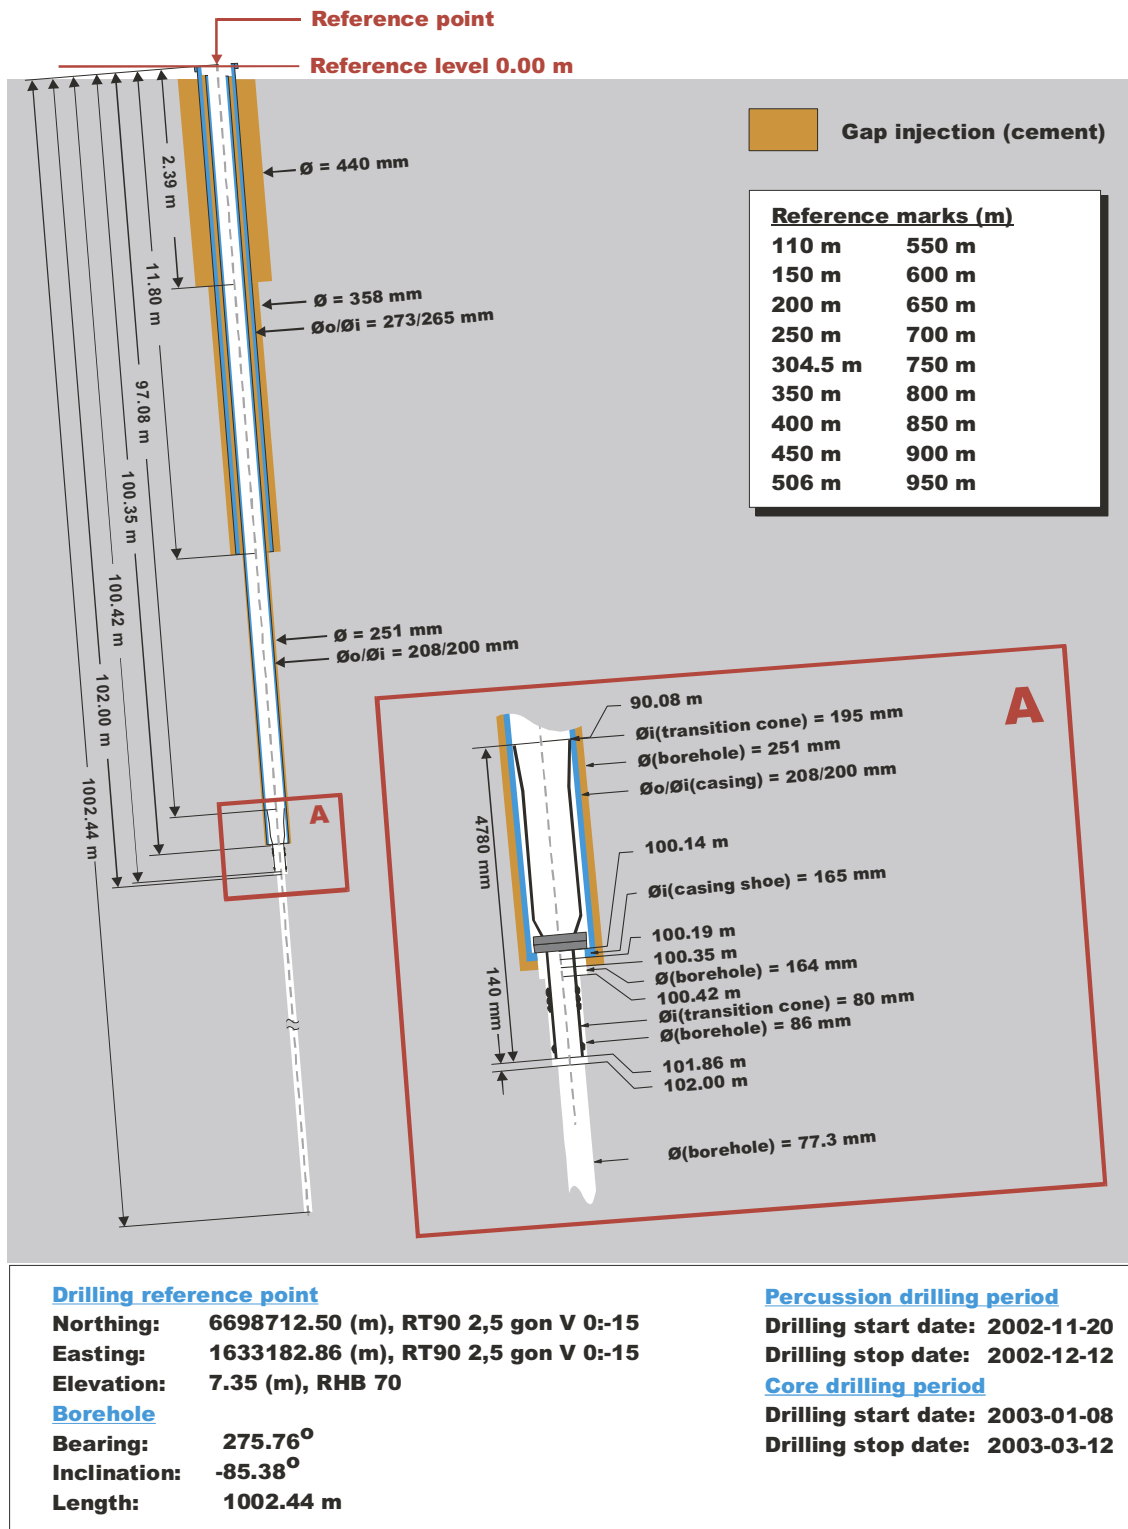 Reference point
Reference level 0.00 m
Gap injection (cement)
Reference marks (m)
110 m 550 m
150 m 600 m
200 m 650 m
250 m 700 m
304.5 m 750 m
350 m 800 m
400 m 850 m
450 m 900 m
506 m 950 m
2.39 m
11.80 m
97.08 m
100.35 m
100.42 m
102.00 m
1002.44 m
Ø = 440 mm
Ø = 358 mm
Øo/Øi = 273/265 mm
Ø = 251 mm
Øo/Øi = 208/200 mm
A
A
90.08 m
Øi(transition cone) = 195 mm
Ø(borehole) = 251 mm
Øo/Øi(casing) = 208/200 mm
4780 mm
100.14 m
Øi(casing shoe) = 165 mm
100.19 m
100.35 m
Ø(borehole) = 164 mm
100.42 m
140 mm
Øi(transition cone) = 80 mm
Ø(borehole) = 86 mm
101.86 m
102.00 m
Ø(borehole) = 77.3 mm
Drilling reference point
Northing: 6698712.50 (m), RT90 2,5 gon V 0:-15
Easting: 1633182.86 (m), RT90 2,5 gon V 0:-15
Elevation: 7.35 (m), RHB 70
Borehole
Bearing: 275.76°
Inclination: -85.38°
Length: 1002.44 m
Percussion drilling period
Drilling start date: 2002-11-20
Drilling stop date: 2002-12-12
Core drilling period
Drilling start date: 2003-01-08
Drilling stop date: 2003-03-12